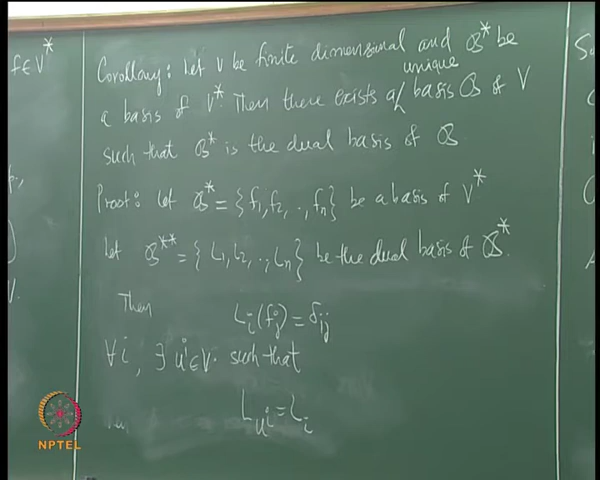 f ∈ V*
Corollary: Let V be finite dimensional and 𝓑* be
unique
a basis of V*. Then there exists a basis 𝓑 of V
such that 𝓑* is the dual basis of 𝓑
Proof: Let 𝓑* = {f₁, f₂, ., fₙ} be a basis of V*
Let 𝓑** = {L₁, L₂, ., Lₙ} be the dual basis of 𝓑*
Then
Lᵢ(fⱼ) = δᵢⱼ
∀i, ∃ uⁱ ∈ V. such that
L_{uⁱ} = Lᵢ
NPTEL